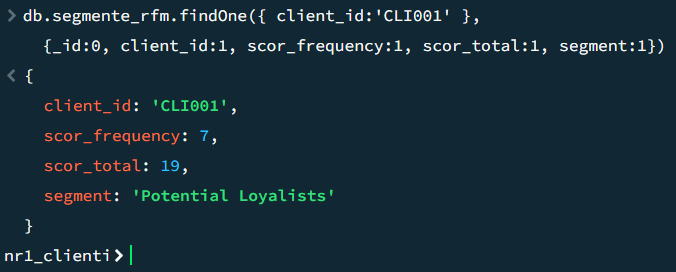 > db.segmente_rfm.findOne({ client_id:'CLI001' },
{_id:0, client_id:1, scor_frequency:1, scor_total:1, segment:1})
< {
client_id: 'CLI001',
scor_frequency: 7,
scor_total: 19,
segment: 'Potential Loyalists'
}
nr1_clienti>